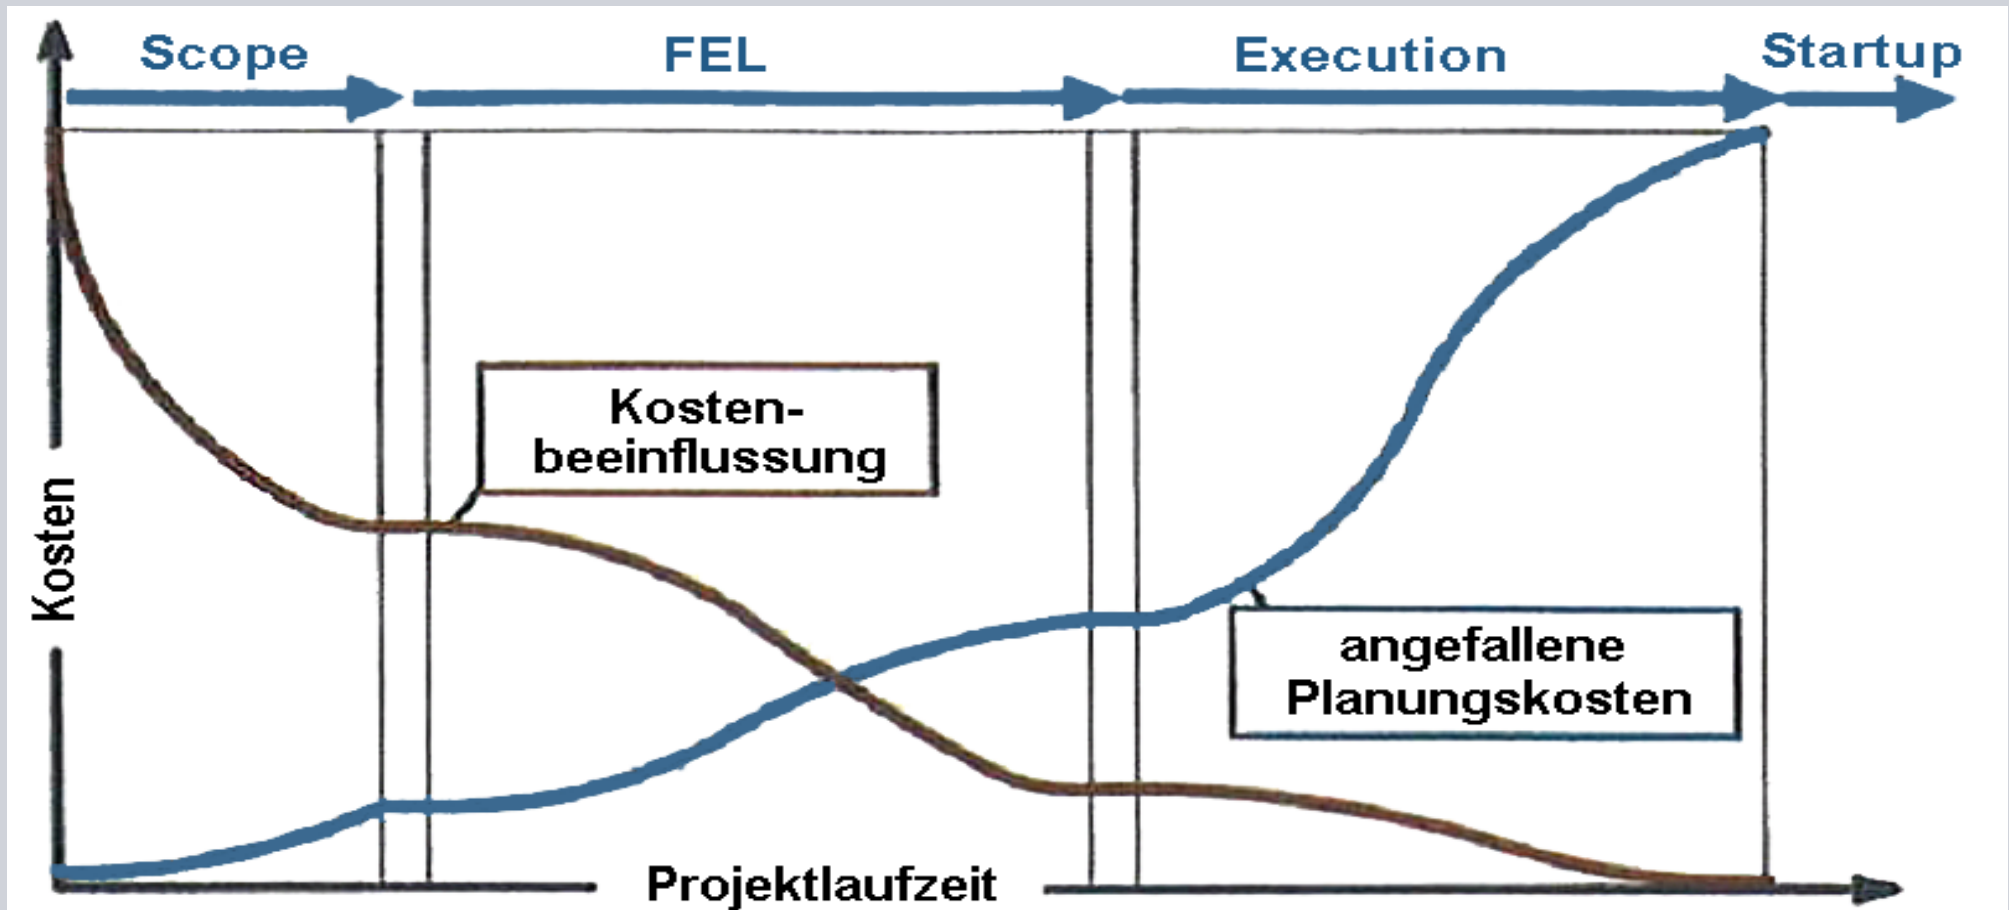 Scope
FEL
Execution
Startup
Kosten-
beeinflussung
Kosten
angefallene
Planungskosten
Projektlaufzeit